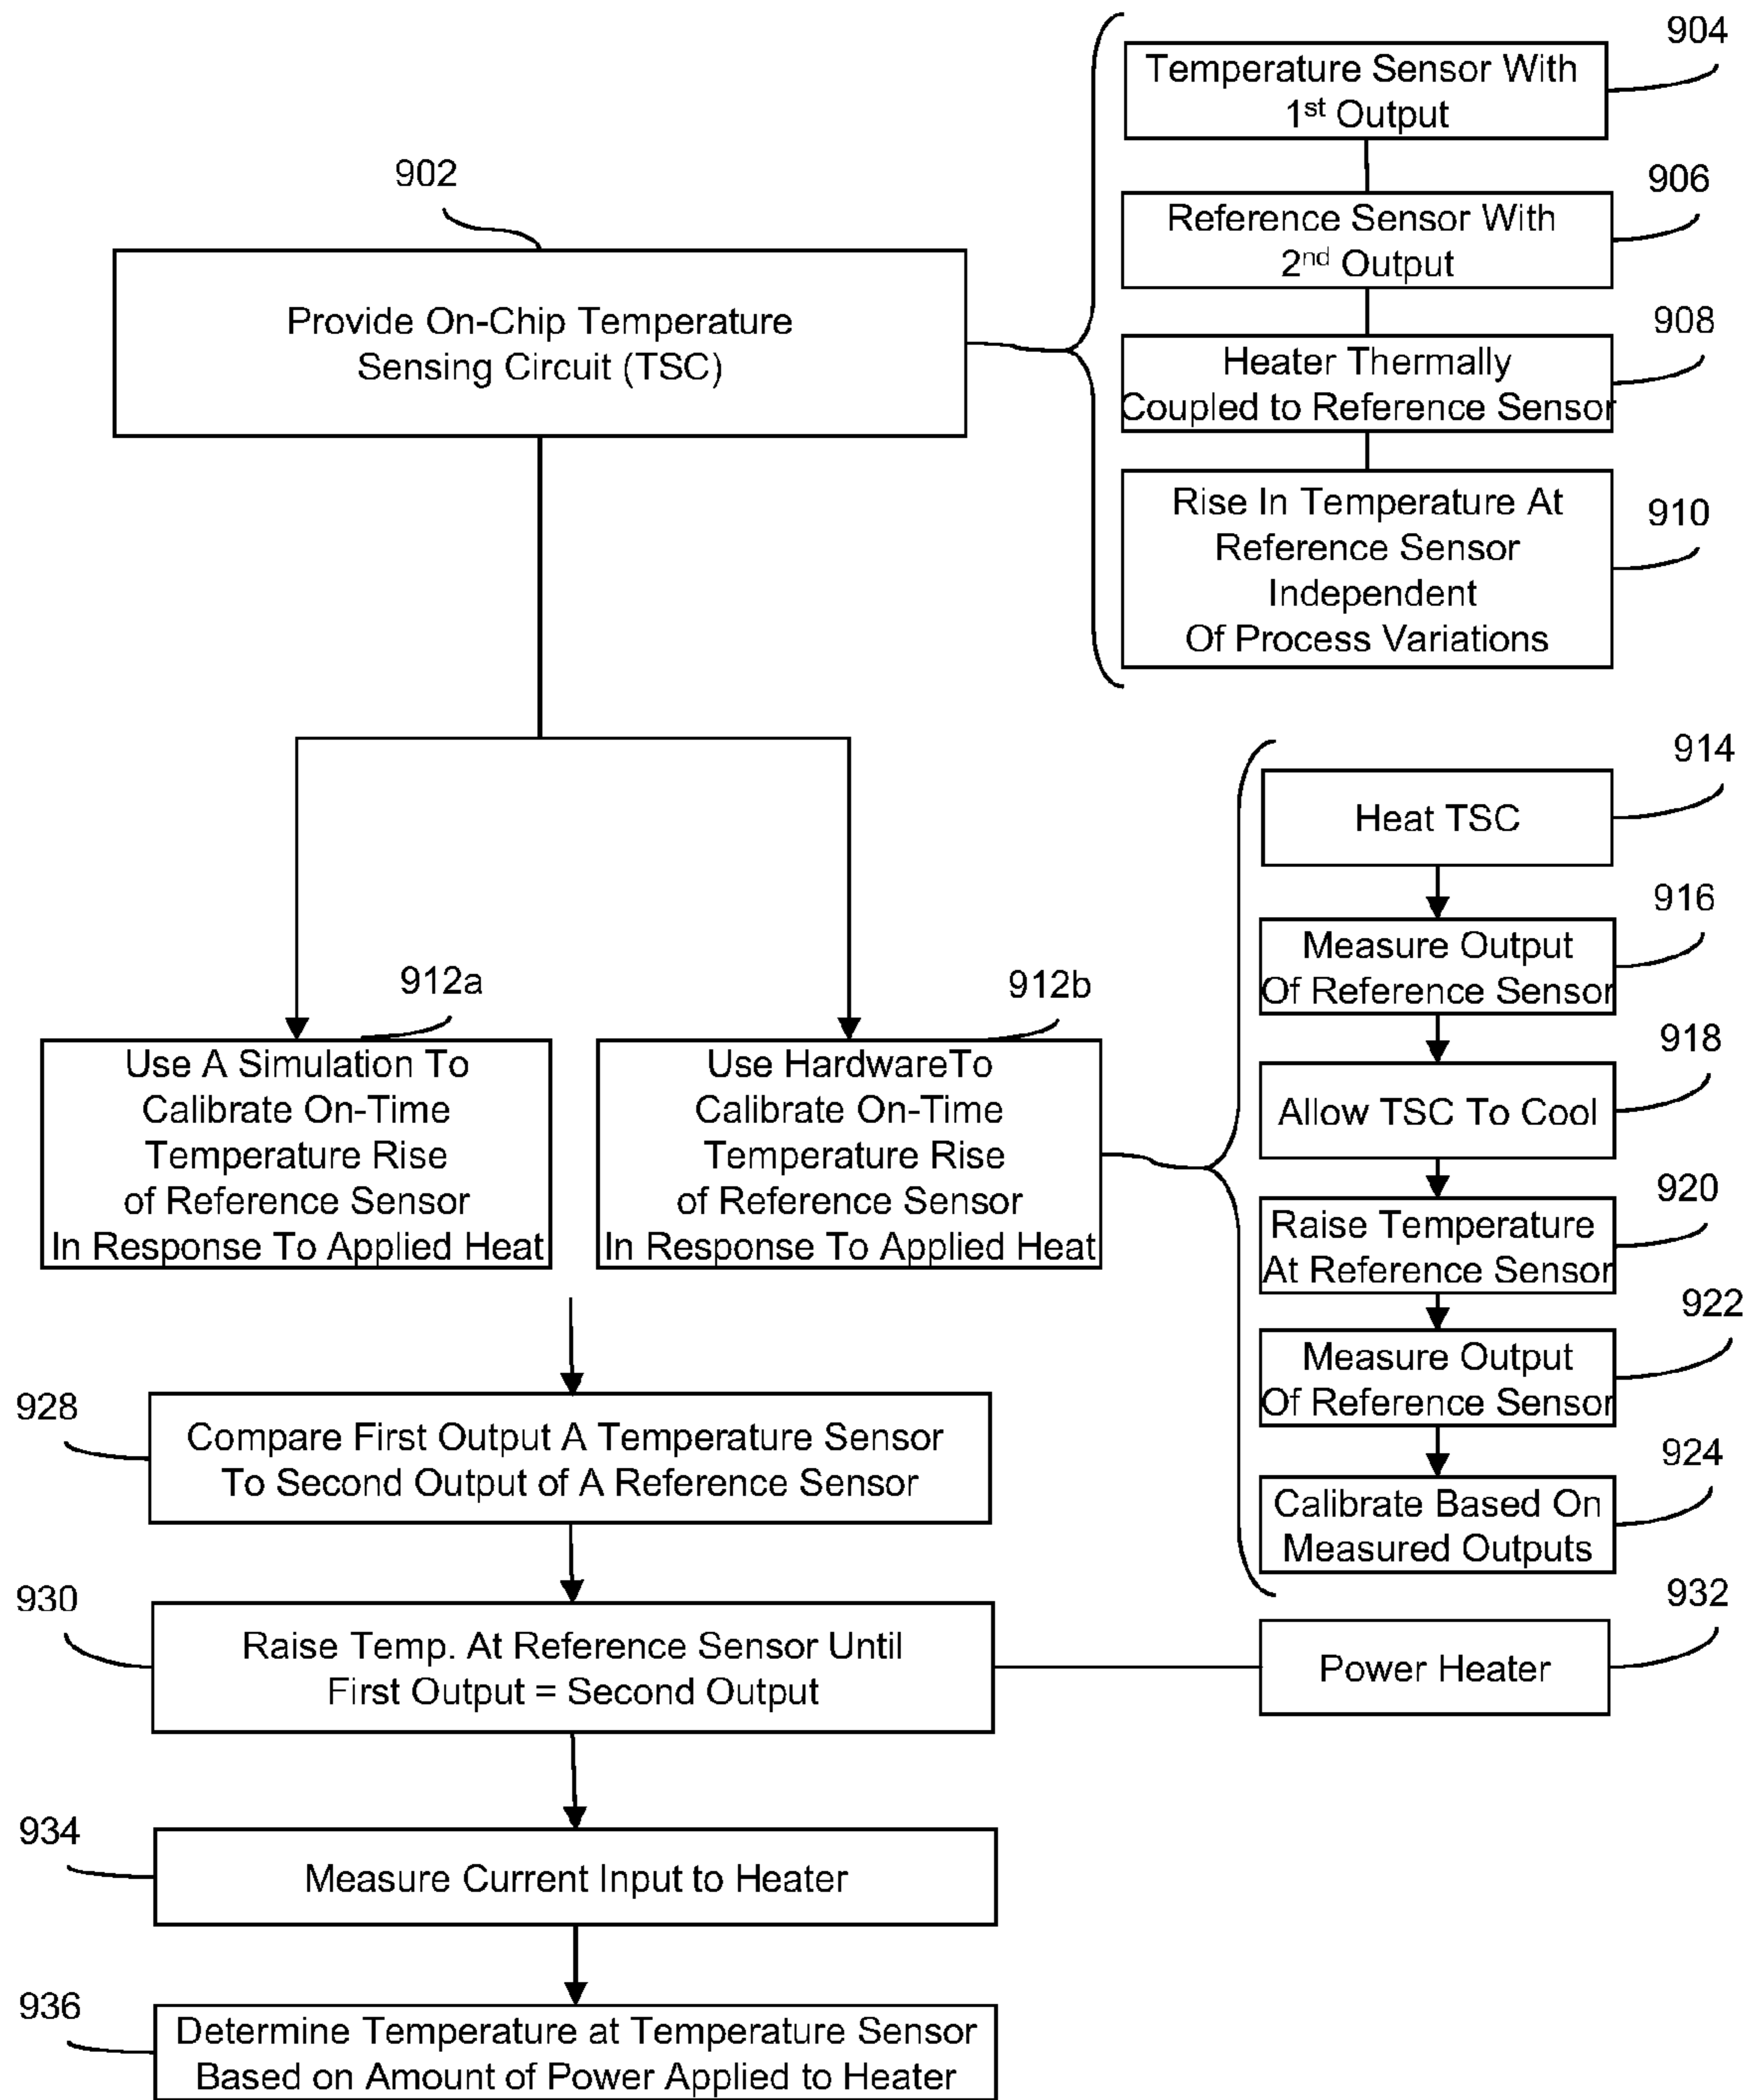 904
Temperature Sensor With
1st Output
902
906
Reference Sensor With
2nd Output
Provide On-Chip Temperature
Sensing Circuit (TSC)
908
Heater Thermally
Coupled to Reference Sensor
910
Rise In Temperature At
Reference Sensor
Independent
Of Process Variations
914
Heat TSC
916
Measure Output
Of Reference Sensor
912a
Use A Simulation To
Calibrate On-Time
Temperature Rise
of Reference Sensor
In Response To Applied Heat
912b
Use HardwareTo
Calibrate On-Time
Temperature Rise
of Reference Sensor
In Response To Applied Heat
918
Allow TSC To Cool
920
Raise Temperature
At Reference Sensor
922
Measure Output
Of Reference Sensor
924
Calibrate Based On
Measured Outputs
928
Compare First Output A Temperature Sensor
To Second Output of A Reference Sensor
930
Raise Temp. At Reference Sensor Until
First Output = Second Output
932
Power Heater
934
Measure Current Input to Heater
936
Determine Temperature at Temperature Sensor
Based on Amount of Power Applied to Heater